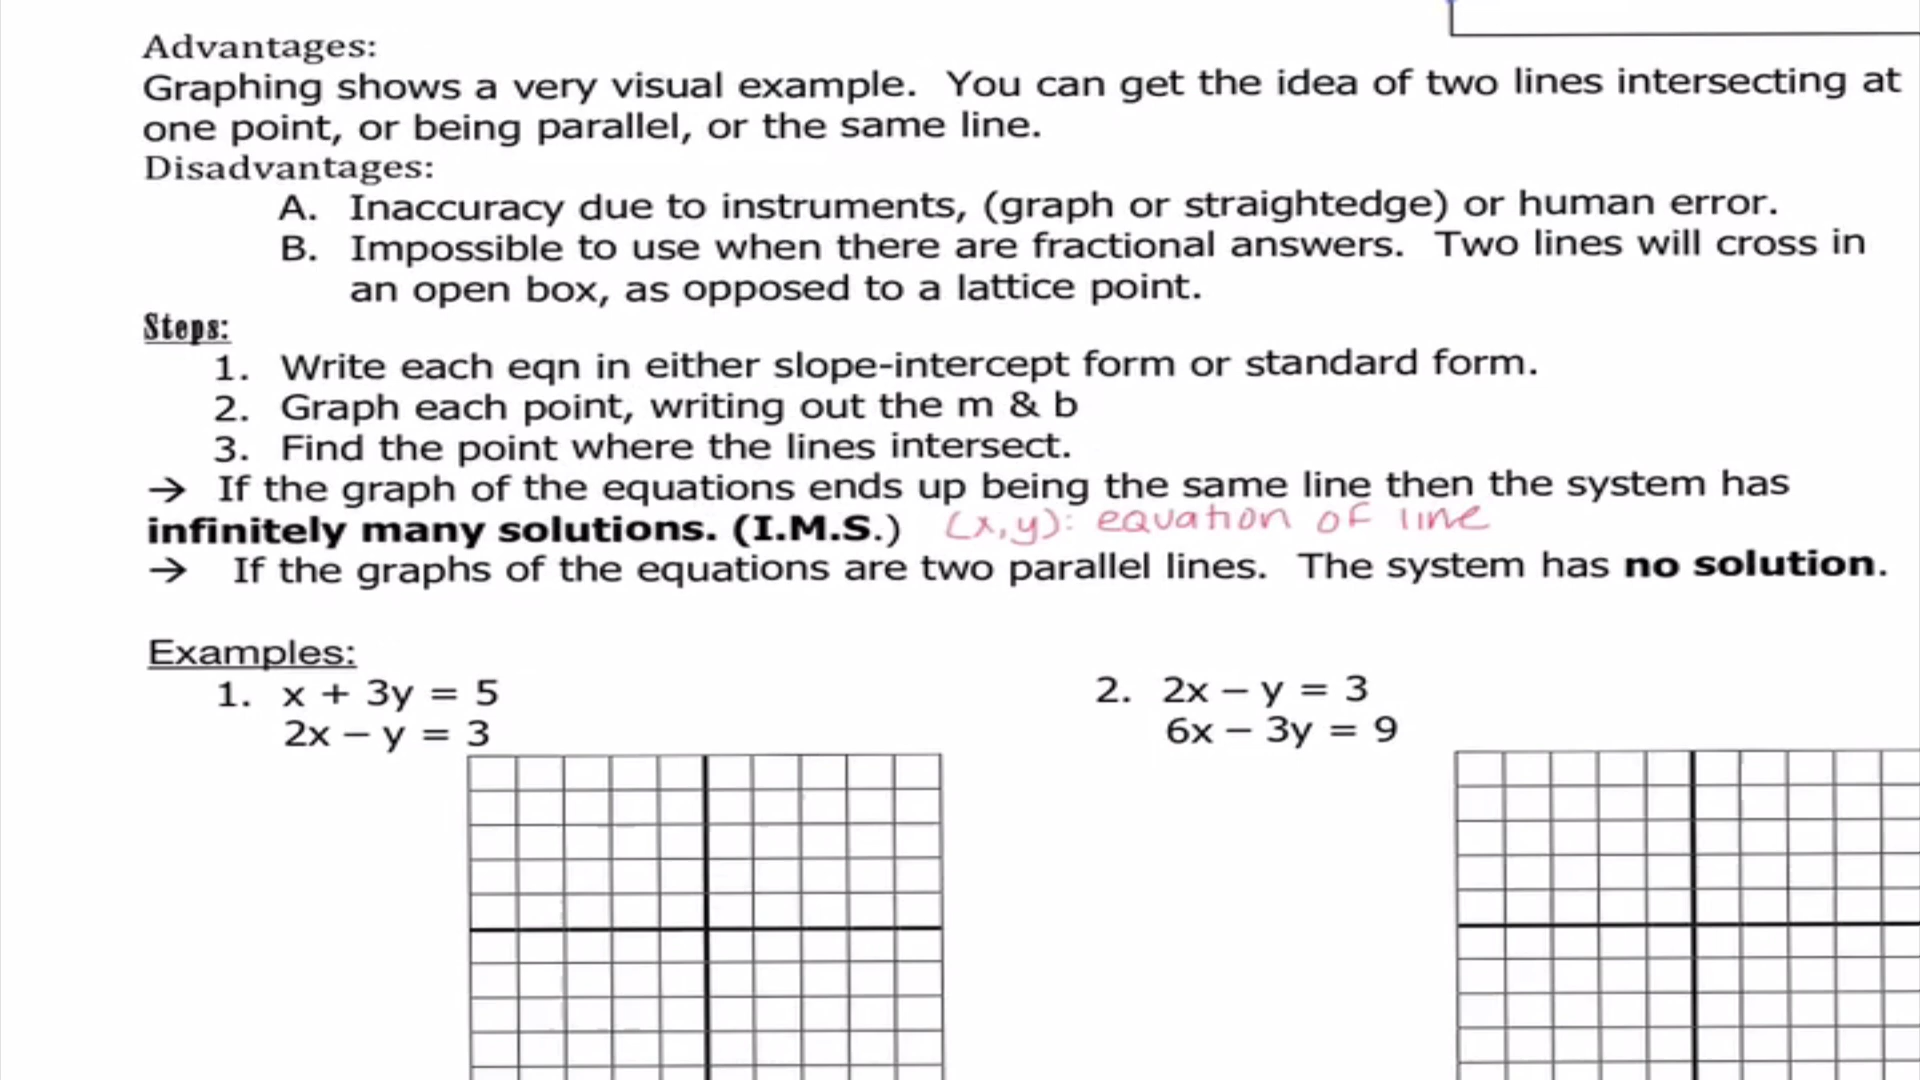 Advantages:
Graphing shows a very visual example.  You can get the idea of two lines intersecting at
one point, or being parallel, or the same line.
Disadvantages:
A. Inaccuracy due to instruments, (graph or straightedge) or human error.
B. Impossible to use when there are fractional answers.  Two lines will cross in
an open box, as opposed to a lattice point.
Steps:
1. Write each eqn in either slope-intercept form or standard form.
2. Graph each point, writing out the m & b
3. Find the point where the lines intersect.
→ If the graph of the equations ends up being the same line then the system has
infinitely many solutions. (I.M.S.) (x,y): equation of line
→ If the graphs of the equations are two parallel lines.  The system has no solution.
Examples:
1. x + 3y = 5
2x – y = 3
2. 2x – y = 3
6x – 3y = 9